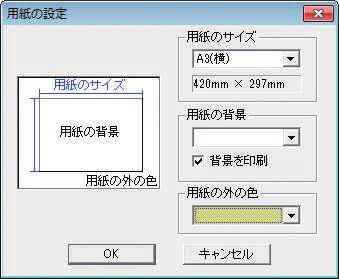 用紙の設定
用紙のサイズ
用紙の背景
用紙の外の色
用紙のサイズ
A3(横)
420mm × 297mm
用紙の背景
背景を印刷
用紙の外の色
OK
キャンセル